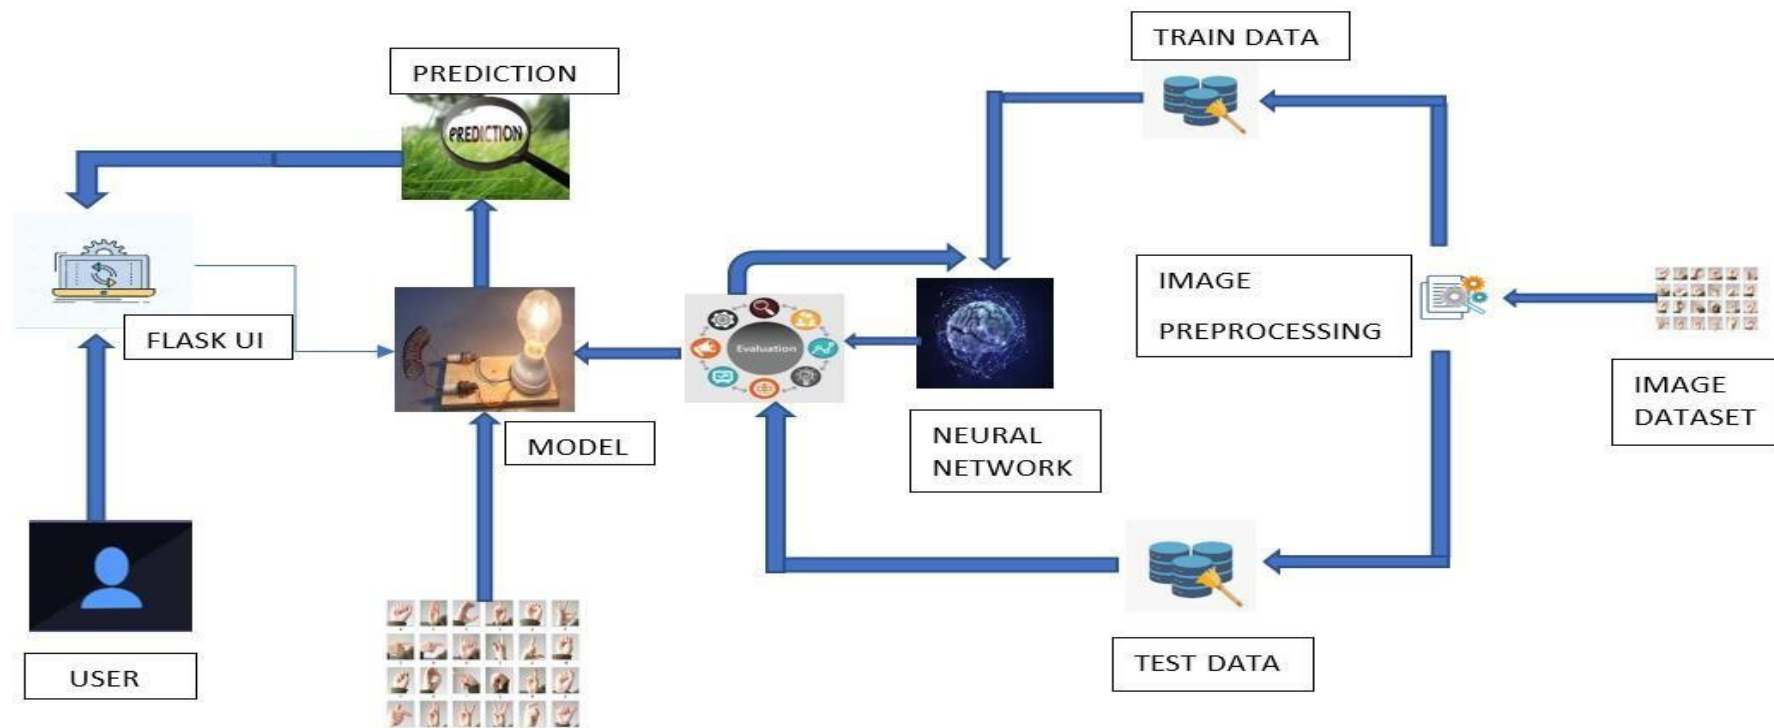 TRAIN DATA
PREDICTION
PREDICTION
IMAGE
PREPROCESSING
FLASK UI
Evaluation
IMAGE
DATASET
MODEL
NEURAL
NETWORK
USER
TEST DATA